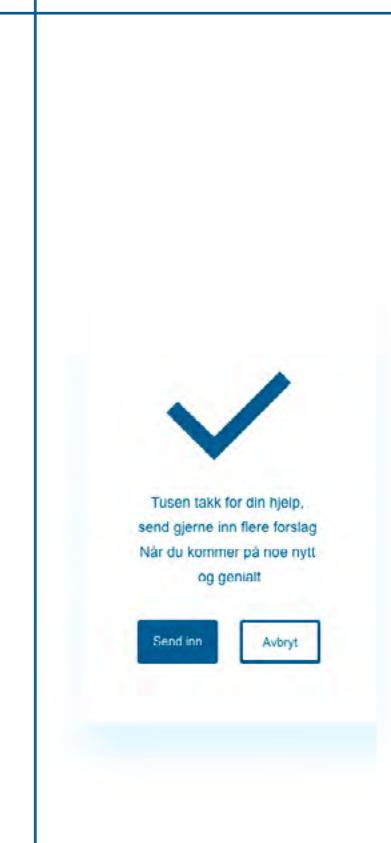 Tusen takk for din hjelp,
send gjerne inn flere forslag
Når du kommer på noe nytt
og genialt
Send inn
Avbryt